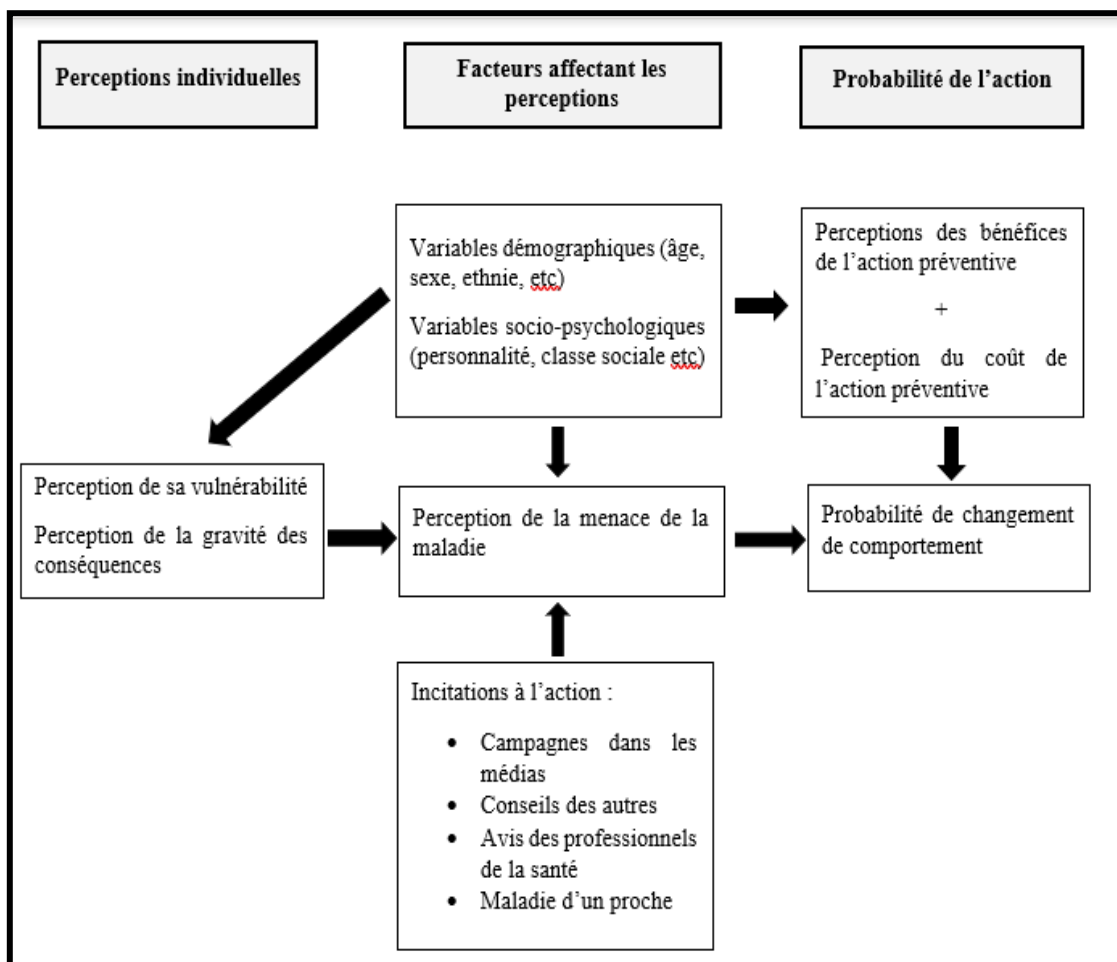 Perceptions individuelles
Facteurs affectant les
perceptions
Probabilité de l'action
Variables démographiques (âge,
sexe, ethnie, etc)
Variables socio-psychologiques
(personnalité, classe sociale etc)
Perceptions des bénéfices
de l'action préventive
+
Perception du coût de
l'action préventive
Perception de sa vulnérabilité
Perception de la gravité des
conséquences
Perception de la menace de la
maladie
Probabilité de changement
de comportement
Incitations à l'action :
• Campagnes dans les
médias
• Conseils des autres
• Avis des professionnels
de la santé
• Maladie d'un proche